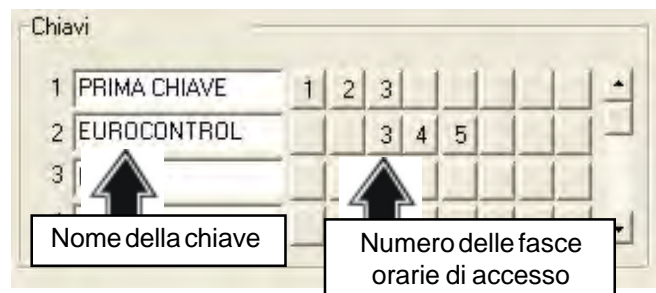 Chiavi
1 PRIMA CHIAVE 1 2 3
2 EUROCONTROL 3 4 5
3
Nome della chiave
Numero delle fasce
orarie di accesso